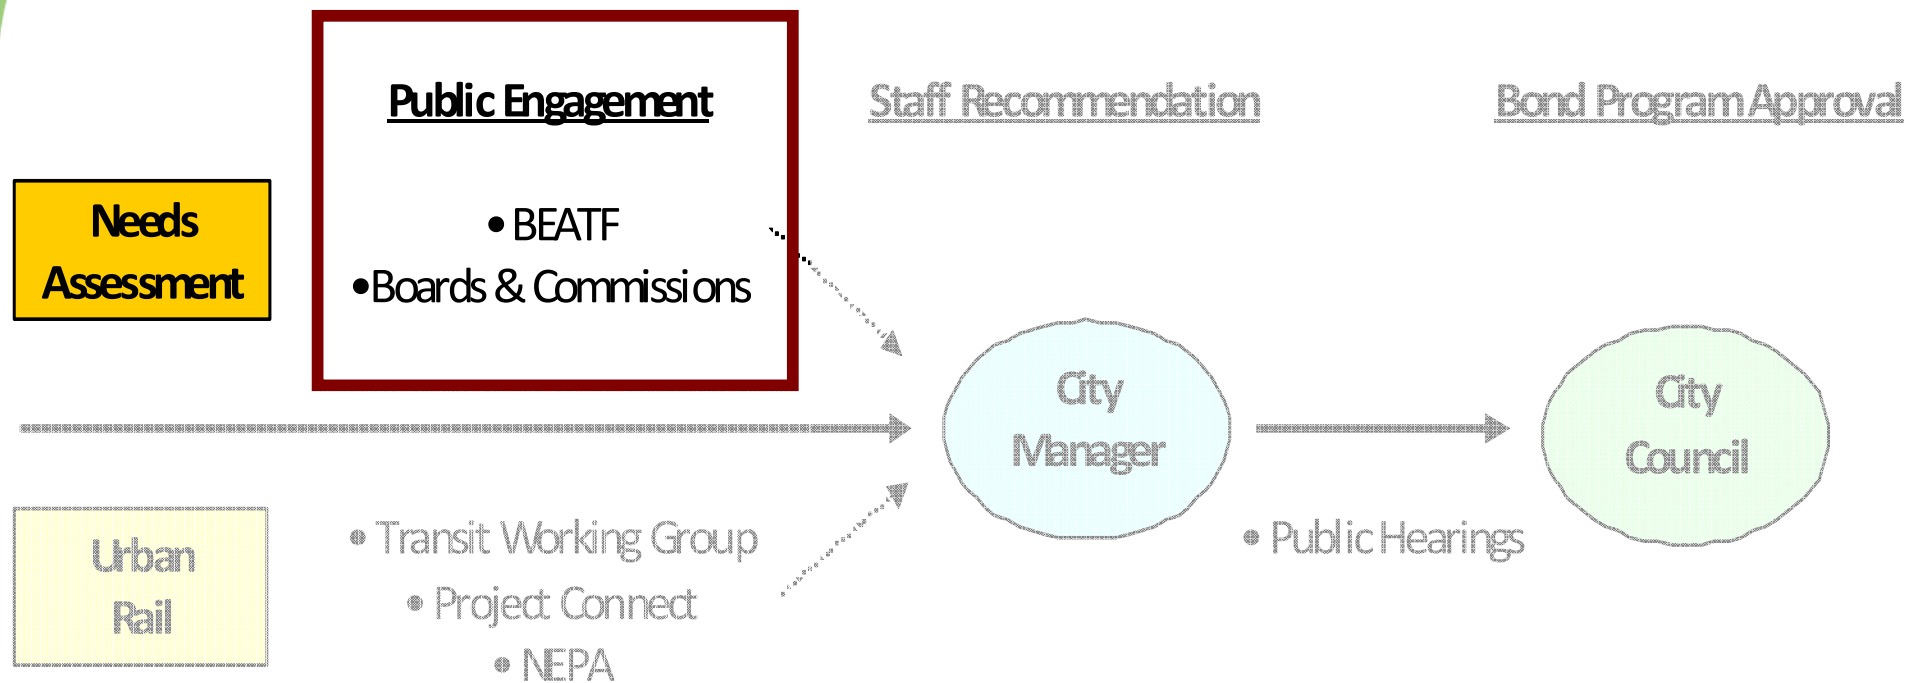 Public Engagement
Staff Recommendation
Bond Program Approval
Needs
Assessment
• BEATF
•Boards & Commissions
City
Manager
City
Council
Urban
Rail
• Transit Working Group
• Project Connect
• NEPA
• Public Hearings